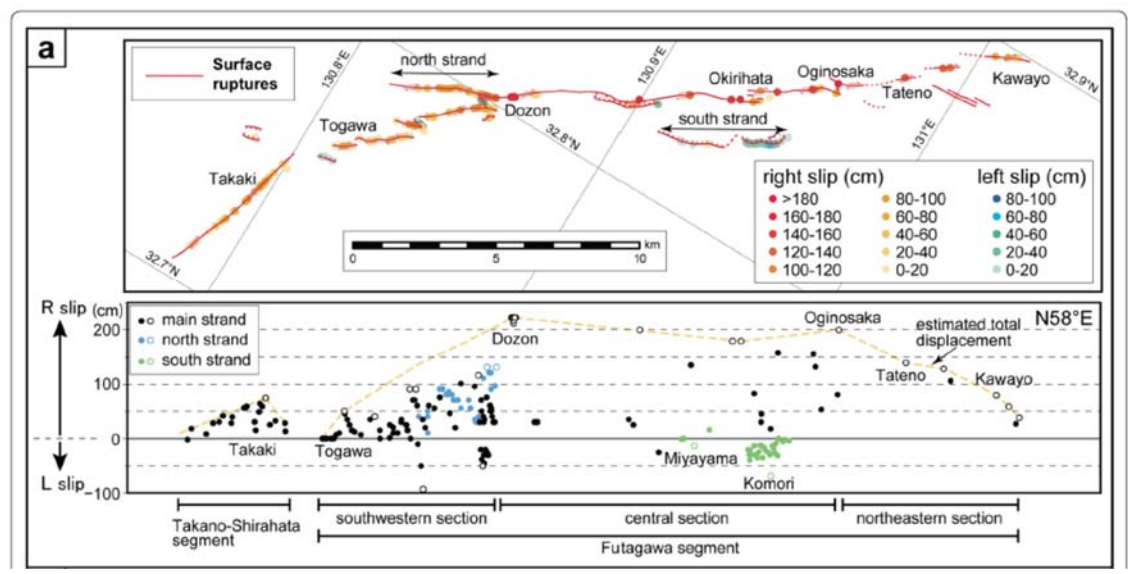 a
Surface
ruptures
130.8°E
north strand
130.9°E
Okirihata
Oginosaka
Kawayo
32.9°N
Tateno
Dozon
Togawa
south strand
32.8°N
131°E
Takaki
32.7°N
km
0 5 10
right slip (cm) left slip (cm)
>180 80-100 80-100
160-180 60-80 60-80
140-160 40-60 40-60
120-140 20-40 20-40
100-120 0-20 0-20
R slip (cm)
200
100
0
L slip
-100
main strand
north strand
south strand
Dozon
Oginosaka
N58°E
estimated total
displacement
Tateno
Kawayo
Takaki
Togawa
Miyayama
Komori
Takano-Shirahata
segment
southwestern section
central section
northeastern section
Futagawa segment